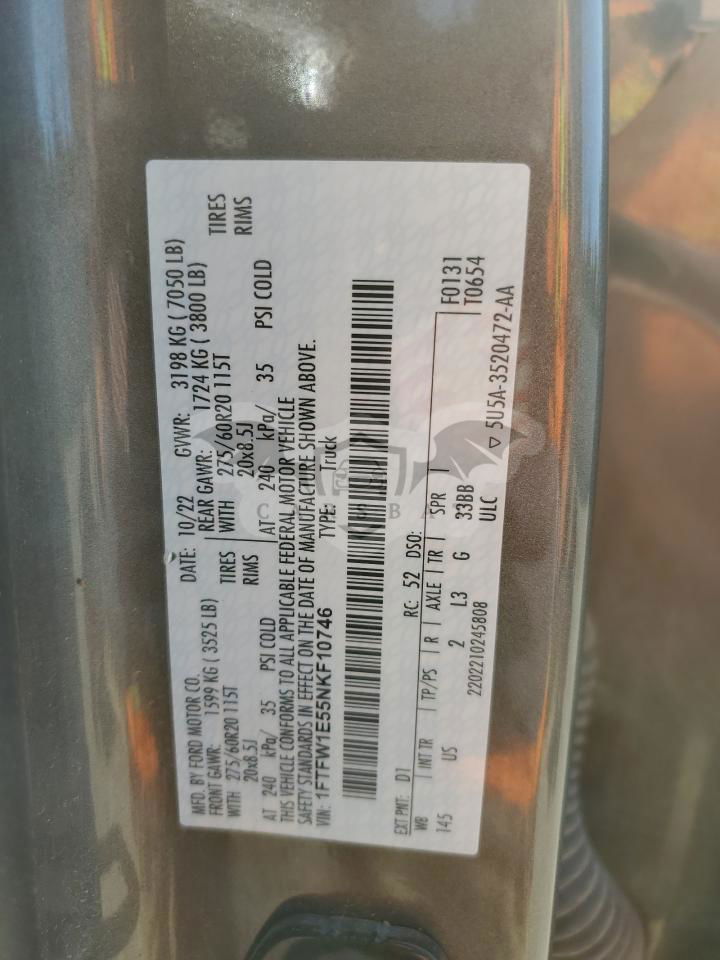 MFD. BY FORD MOTOR CO.
DATE: 10/22 GVWR: 3198 KG ( 7050 LB)
FRONT GAWR: 1599 KG ( 3525 LB) REAR GAWR: 1724 KG ( 3800 LB)
WITH 275/60R20 115T TIRES WITH 275/60R20 115T TIRES
20x8.5J RIMS 20x8.5J RIMS
AT 240 kPa/ 35 PSI COLD AT 240 kPa/ 35 PSI COLD
THIS VEHICLE CONFORMS TO ALL APPLICABLE FEDERAL MOTOR VEHICLE
SAFETY STANDARDS IN EFFECT ON THE DATE OF MANUFACTURE SHOWN ABOVE.
VIN: 1FTFW1E55NKF10746 TYPE: Truck
EXT PNT: D1 RC: 52 DSO:
WB INT TR TP/PS R AXLE TR SPR F0131
145 US 2 L3 G 33BB T0654
2202210245808 ULC
5U5A-3520472-AA